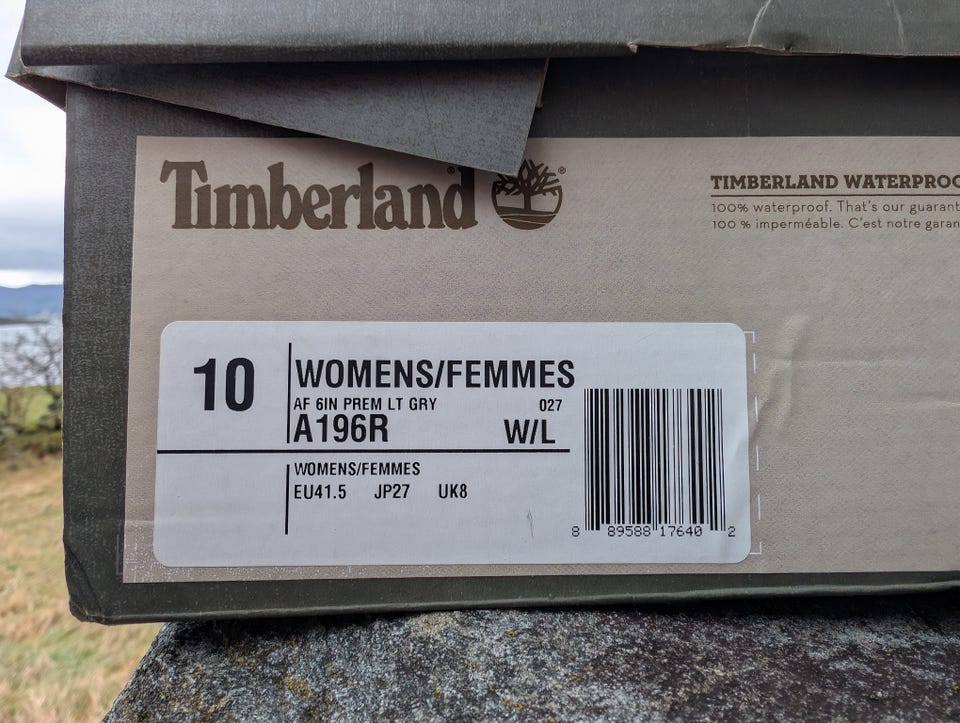 Timberland®
TIMBERLAND WATERPROO
100% waterproof. That's our guarant
100 % imperméable. C'est notre garan
10
WOMENS/FEMMES
AF 6IN PREM LT GRY 027
A196R W/L
WOMENS/FEMMES
EU41.5 JP27 UK8
8 89588 17640 2